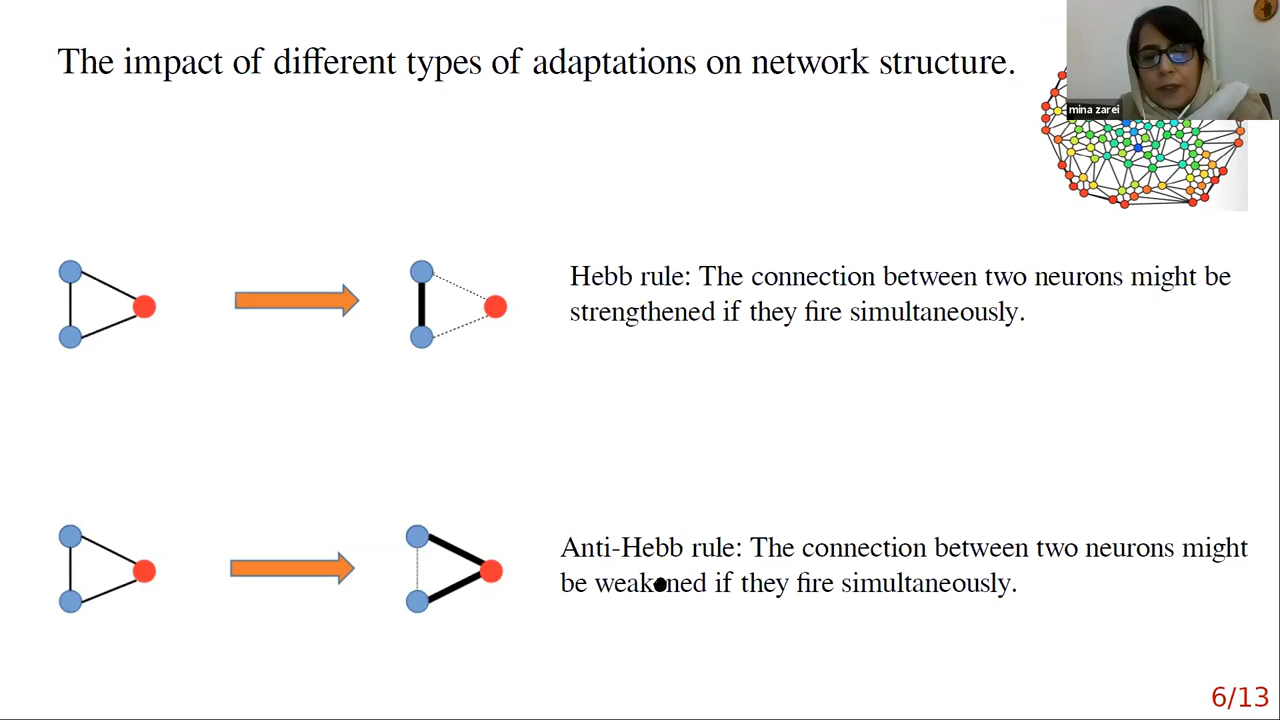 The impact of different types of adaptations on network structure.
mina zarei
Hebb rule: The connection between two neurons might be
strengthened if they fire simultaneously.
Anti-Hebb rule: The connection between two neurons might
be weakened if they fire simultaneously.
6/13